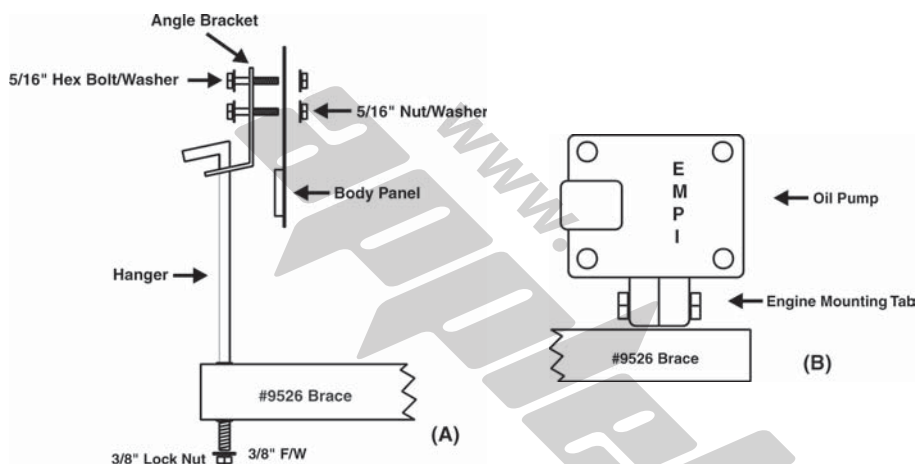 Angle Bracket
5/16" Hex Bolt/Washer
5/16" Nut/Washer
Body Panel
Hanger
#9526 Brace
(A)
3/8" Lock Nut
3/8" F/W
E
M
P
I
Oil Pump
Engine Mounting Tab
#9526 Brace
(B)
www.